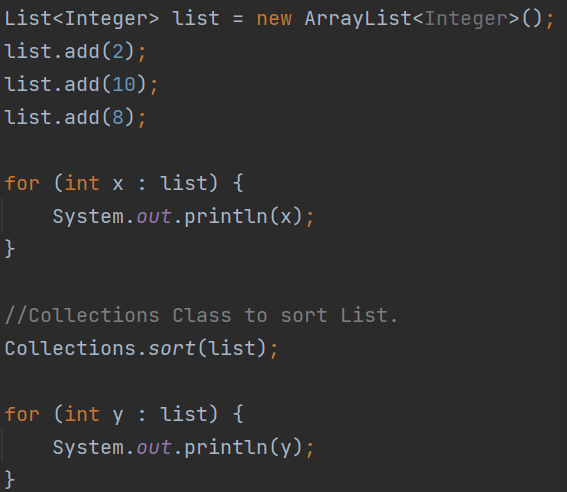 List<Integer> list = new ArrayList<Integer>();
list.add(2);
list.add(10);
list.add(8);

for (int x : list) {
    System.out.println(x);
}

//Collections Class to sort List.
Collections.sort(list);

for (int y : list) {
    System.out.println(y);
}